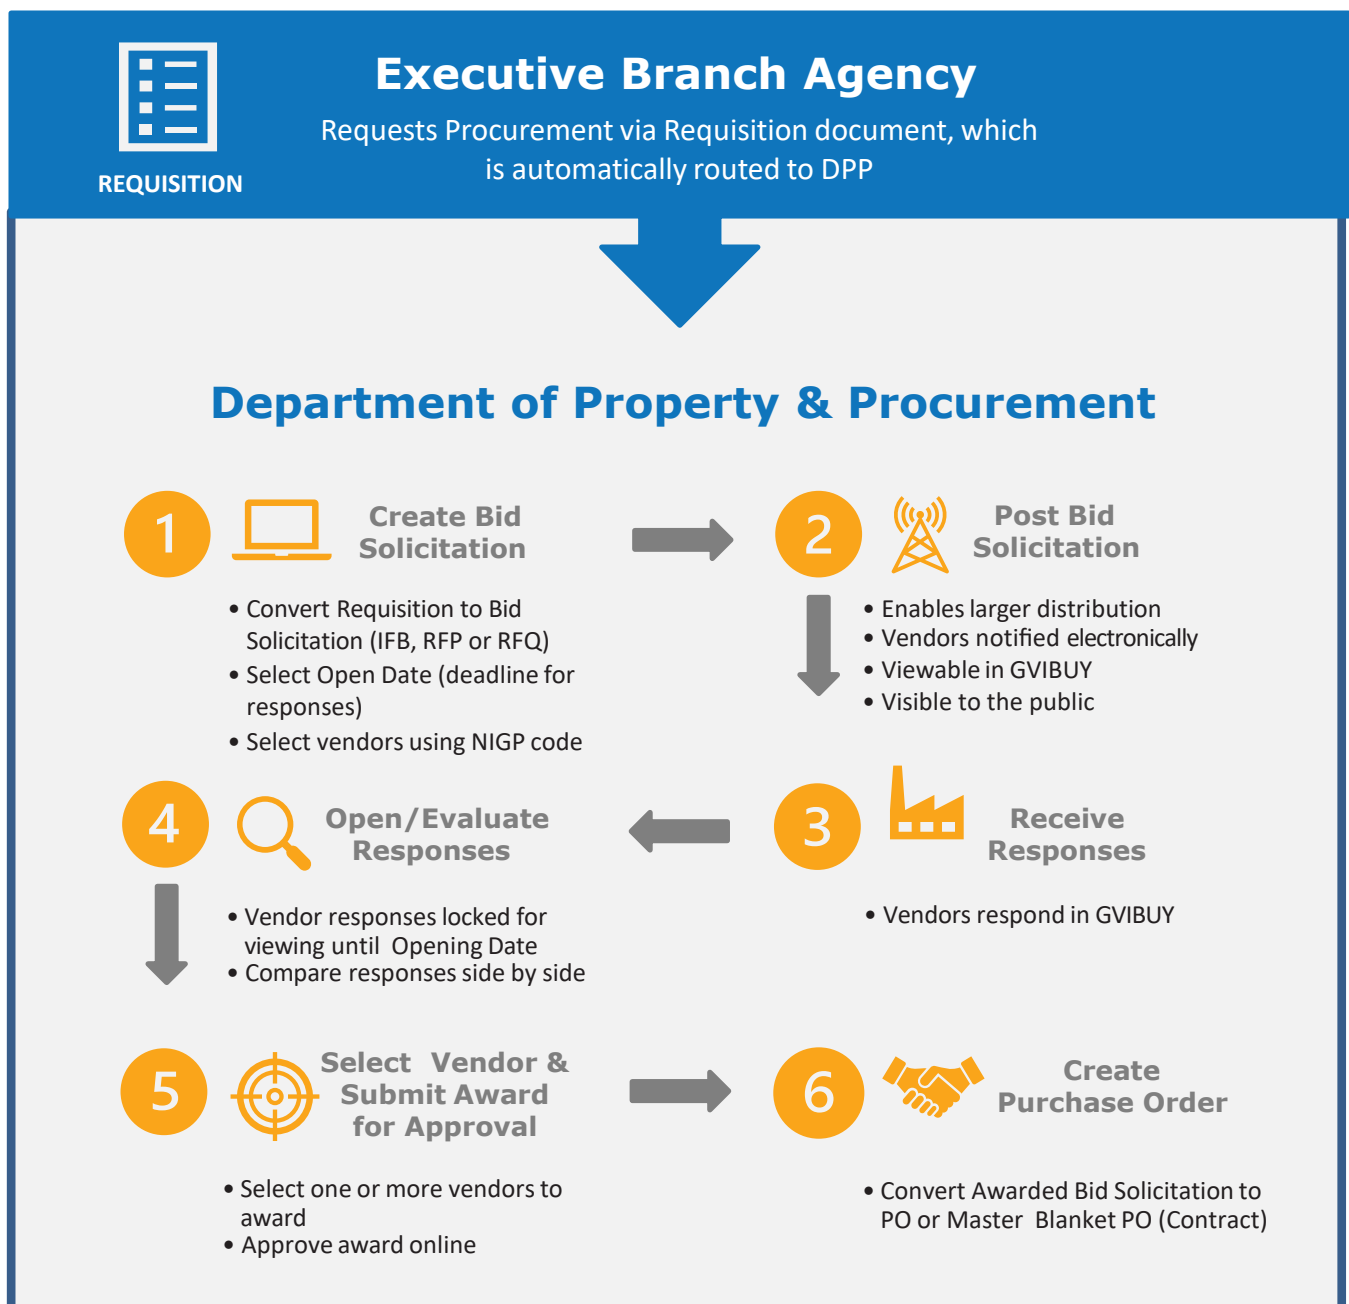 Executive Branch Agency
Requests Procurement via Requisition document, which
is automatically routed to DPP
REQUISITION
Department of Property & Procurement
1
Create Bid
Solicitation
• Convert Requisition to Bid
Solicitation (IFB, RFP or RFQ)
• Select Open Date (deadline for
responses)
• Select vendors using NIGP code
2
Post Bid
Solicitation
• Enables larger distribution
• Vendors notified electronically
• Viewable in GVIBUY
• Visible to the public
3
Receive
Responses
• Vendors respond in GVIBUY
4
Open/Evaluate
Responses
• Vendor responses locked for
viewing until Opening Date
• Compare responses side by side
5
Select Vendor &
Submit Award
for Approval
• Select one or more vendors to
award
• Approve award online
6
Create
Purchase Order
• Convert Awarded Bid Solicitation to
PO or Master Blanket PO (Contract)